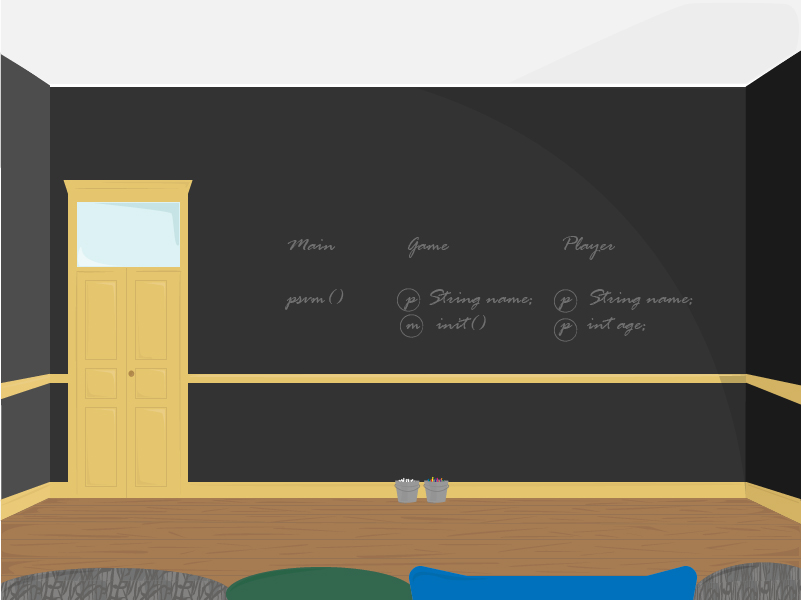 Main Game Player
psvm() p String name; p String name;
m init() p int age;